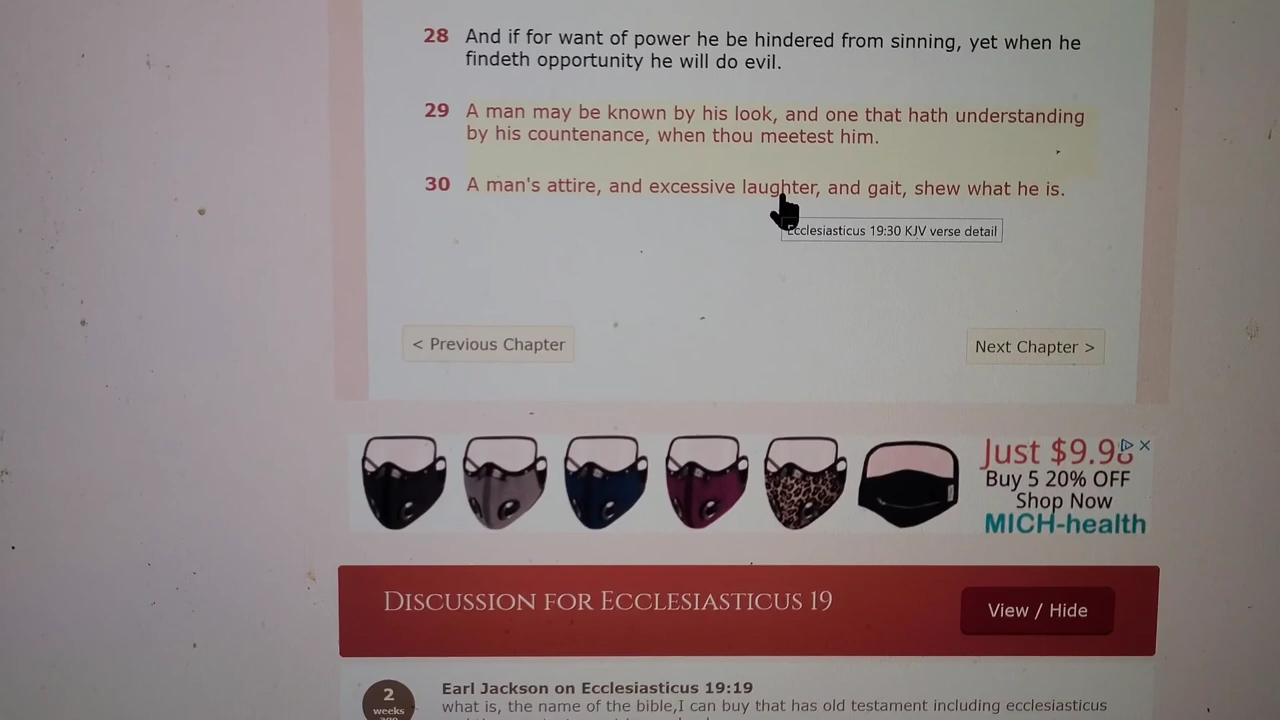 28 And if for want of power he be hindered from sinning, yet when he
findeth opportunity he will do evil.
29 A man may be known by his look, and one that hath understanding
by his countenance, when thou meetest him.
30 A man's attire, and excessive laughter, and gait, shew what he is.
Ecclesiasticus 19:30 KJV verse detail
< Previous Chapter
Next Chapter >
Just $9.98
Buy 5 20% OFF
Shop Now
MICH-health
DISCUSSION FOR ECCLESIASTICUS 19
View / Hide
2
weeks
ago
Earl Jackson on Ecclesiasticus 19:19
what is, the name of the bible,I can buy that has old testament including ecclesiasticus